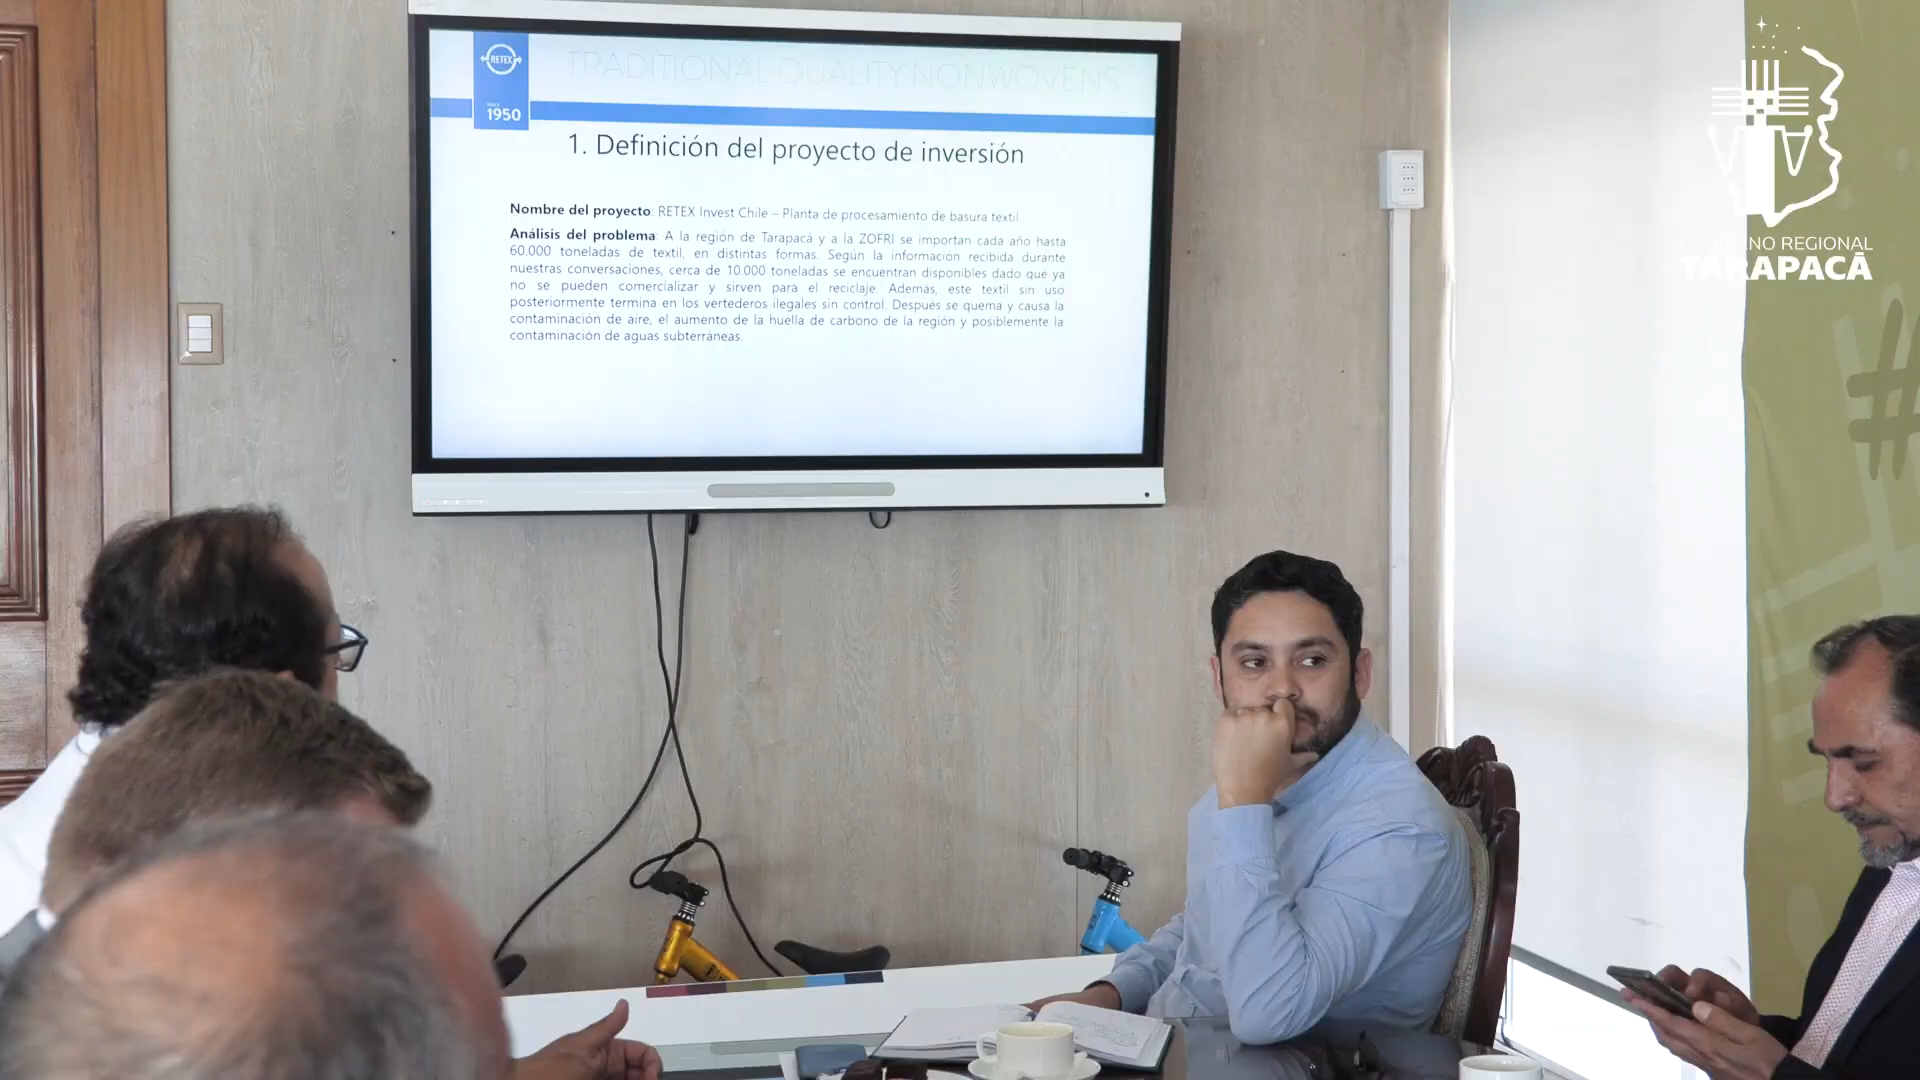 RETEX
SINCE
1950
TRADITIONAL QUALITY NONWOVENS
1. Definición del proyecto de inversión
Nombre del proyecto: RETEX Invest Chile – Planta de procesamiento de basura textil
Análisis del problema: A la región de Tarapacá y a la ZOFRI se importan cada año hasta
60.000 toneladas de textil, en distintas formas. Según la información recibida durante
nuestras conversaciones, cerca de 10.000 toneladas se encuentran disponibles dado que ya
no se pueden comercializar y sirven para el reciclaje. Además, este textil sin uso
posteriormente termina en los vertederos ilegales sin control. Después se quema y causa la
contaminación de aire, el aumento de la huella de carbono de la región y posiblemente la
contaminación de aguas subterráneas.
GOBIERNO REGIONAL
TARAPACÁ
#